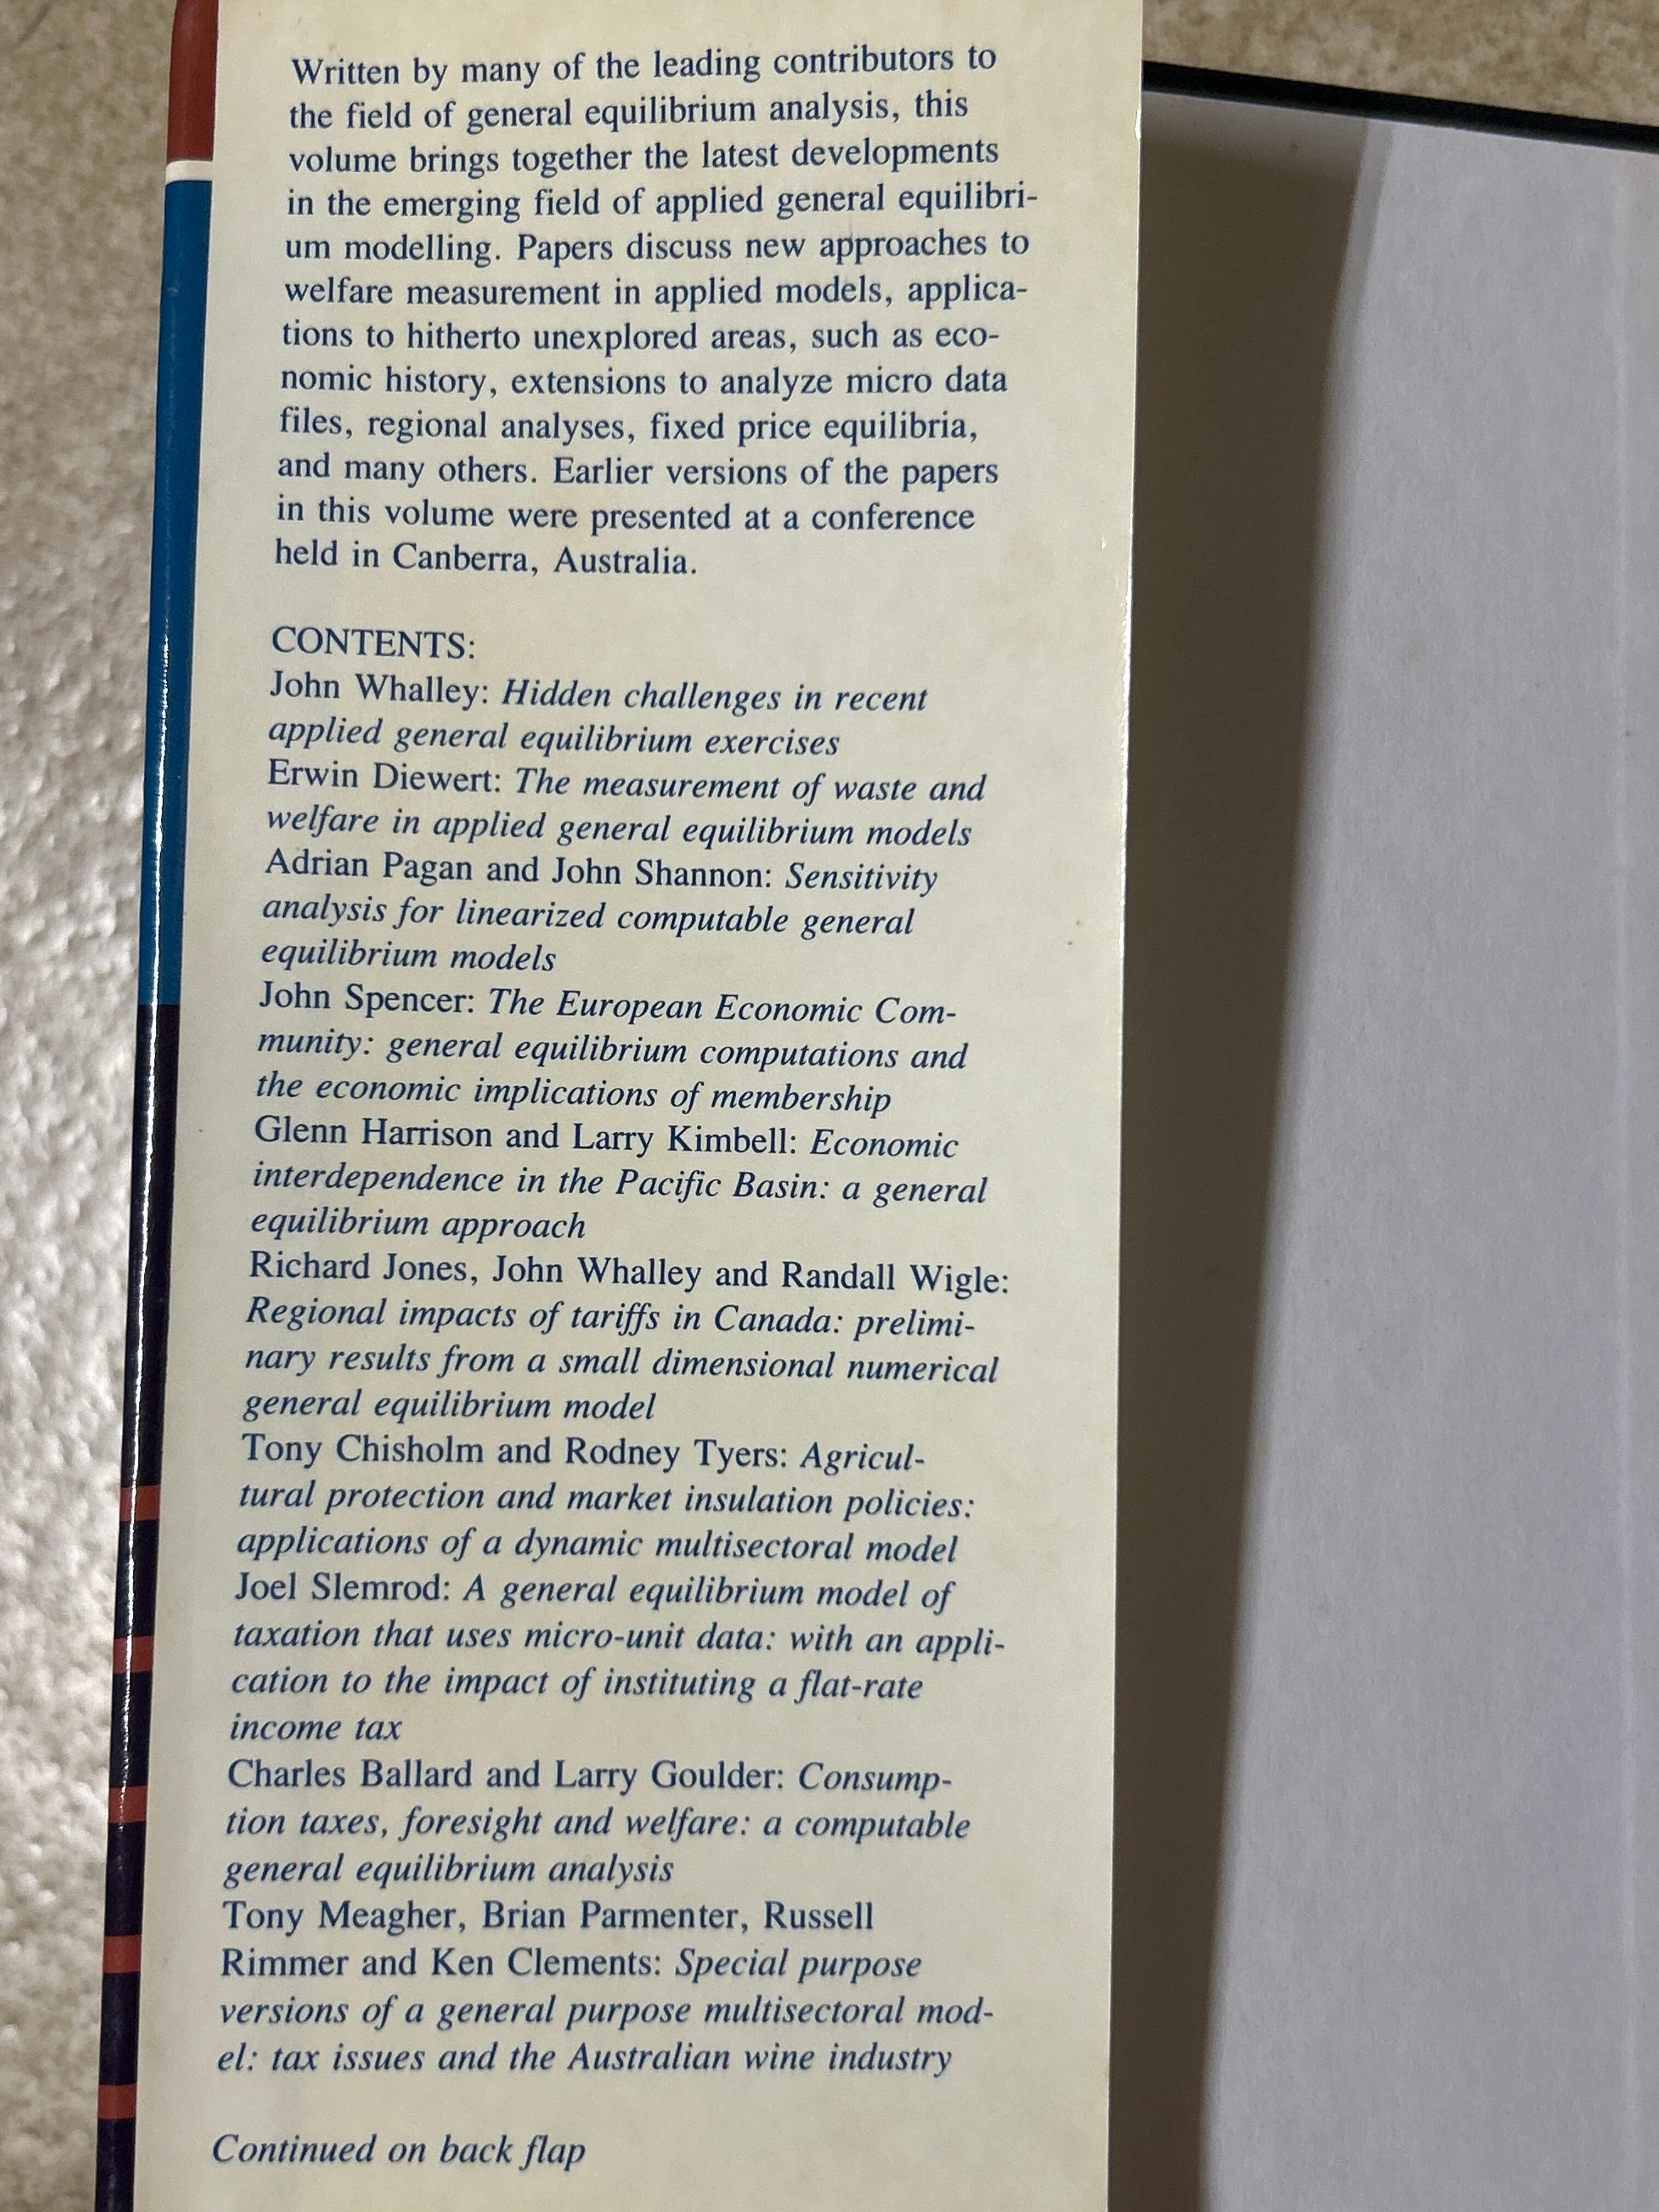 Written by many of the leading contributors to
the field of general equilibrium analysis, this
volume brings together the latest developments
in the emerging field of applied general equilibri-
um modelling. Papers discuss new approaches to
welfare measurement in applied models, applica-
tions to hitherto unexplored areas, such as eco-
nomic history, extensions to analyze micro data
files, regional analyses, fixed price equilibria,
and many others. Earlier versions of the papers
in this volume were presented at a conference
held in Canberra, Australia.
CONTENTS:
John Whalley: Hidden challenges in recent
applied general equilibrium exercises
Erwin Diewert: The measurement of waste and
welfare in applied general equilibrium models
Adrian Pagan and John Shannon: Sensitivity
analysis for linearized computable general
equilibrium models
John Spencer: The European Economic Com-
munity: general equilibrium computations and
the economic implications of membership
Glenn Harrison and Larry Kimbell: Economic
interdependence in the Pacific Basin: a general
equilibrium approach
Richard Jones, John Whalley and Randall Wigle:
Regional impacts of tariffs in Canada: prelimi-
nary results from a small dimensional numerical
general equilibrium model
Tony Chisholm and Rodney Tyers: Agricul-
tural protection and market insulation policies:
applications of a dynamic multisectoral model
Joel Slemrod: A general equilibrium model of
taxation that uses micro-unit data: with an appli-
cation to the impact of instituting a flat-rate
income tax
Charles Ballard and Larry Goulder: Consump-
tion taxes, foresight and welfare: a computable
general equilibrium analysis
Tony Meagher, Brian Parmenter, Russell
Rimmer and Ken Clements: Special purpose
versions of a general purpose multisectoral mod-
el: tax issues and the Australian wine industry
Continued on back flap